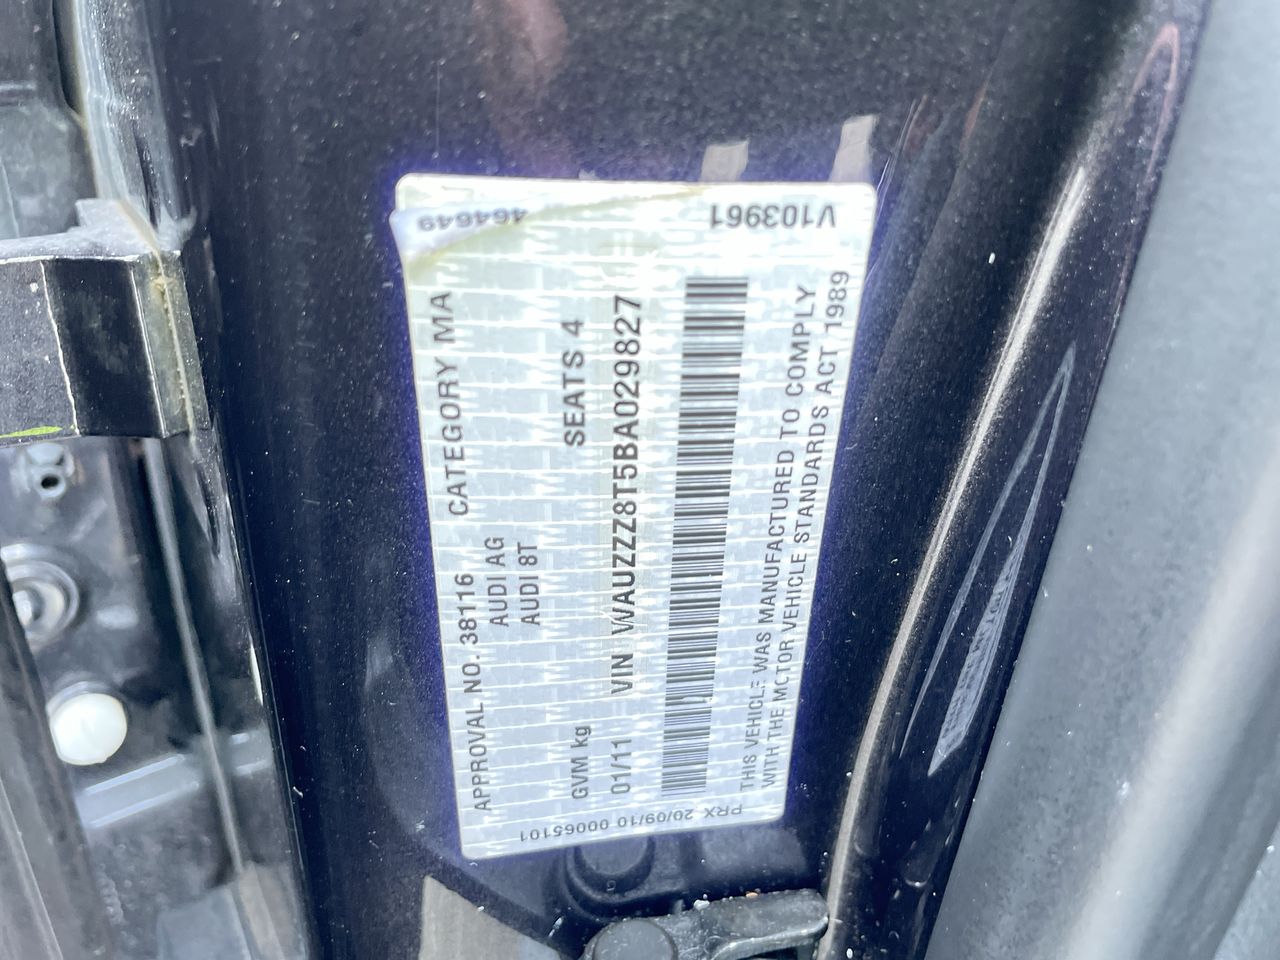 APPROVAL NO. 38116 CATEGORY MA
AUDI AG
AUDI 8T
SEATS 4
GVM kg
01/11 VIN WAUZZZ8T5BA029827
THIS VEHICLE WAS MANUFACTURED TO COMPLY
WITH THE MOTOR VEHICLE STANDARDS ACT 1989
464649
V103961
PRX 20/09/10 00065101